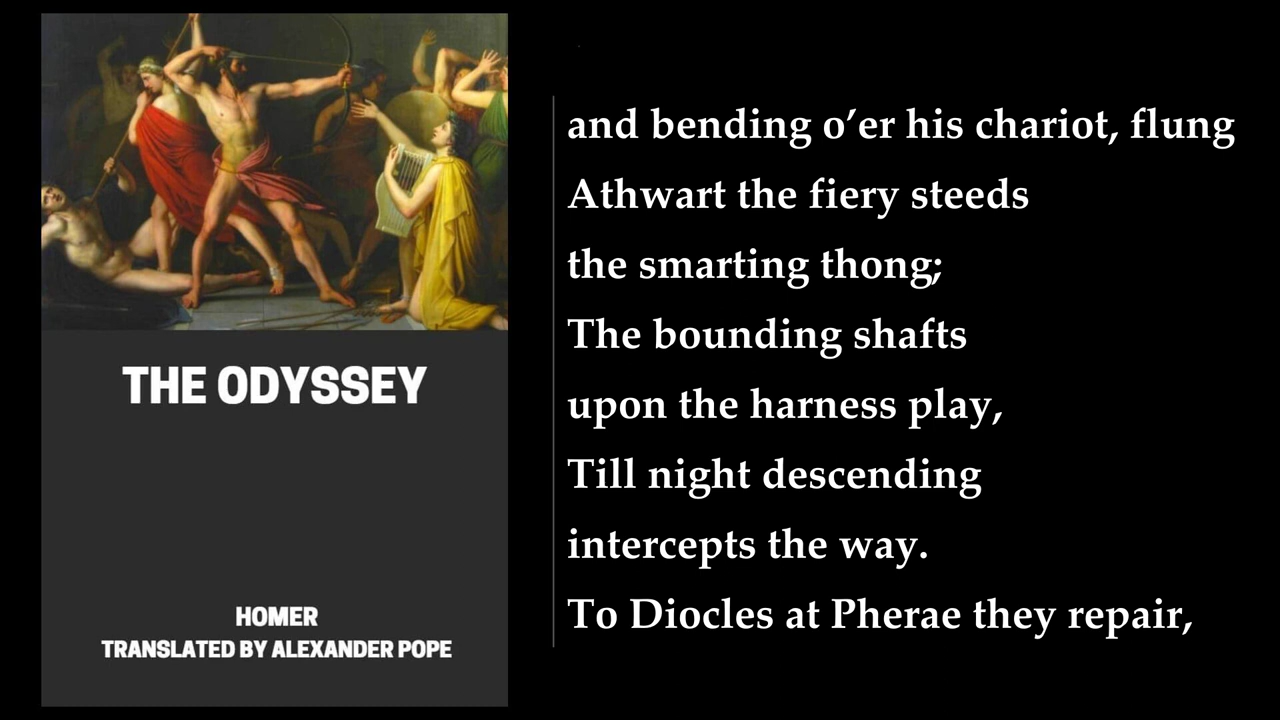 THE ODYSSEY
HOMER
TRANSLATED BY ALEXANDER POPE
and bending o’er his chariot, flung
Athwart the fiery steeds
the smarting thong;
The bounding shafts
upon the harness play,
Till night descending
intercepts the way.
To Diocles at Pherae they repair,